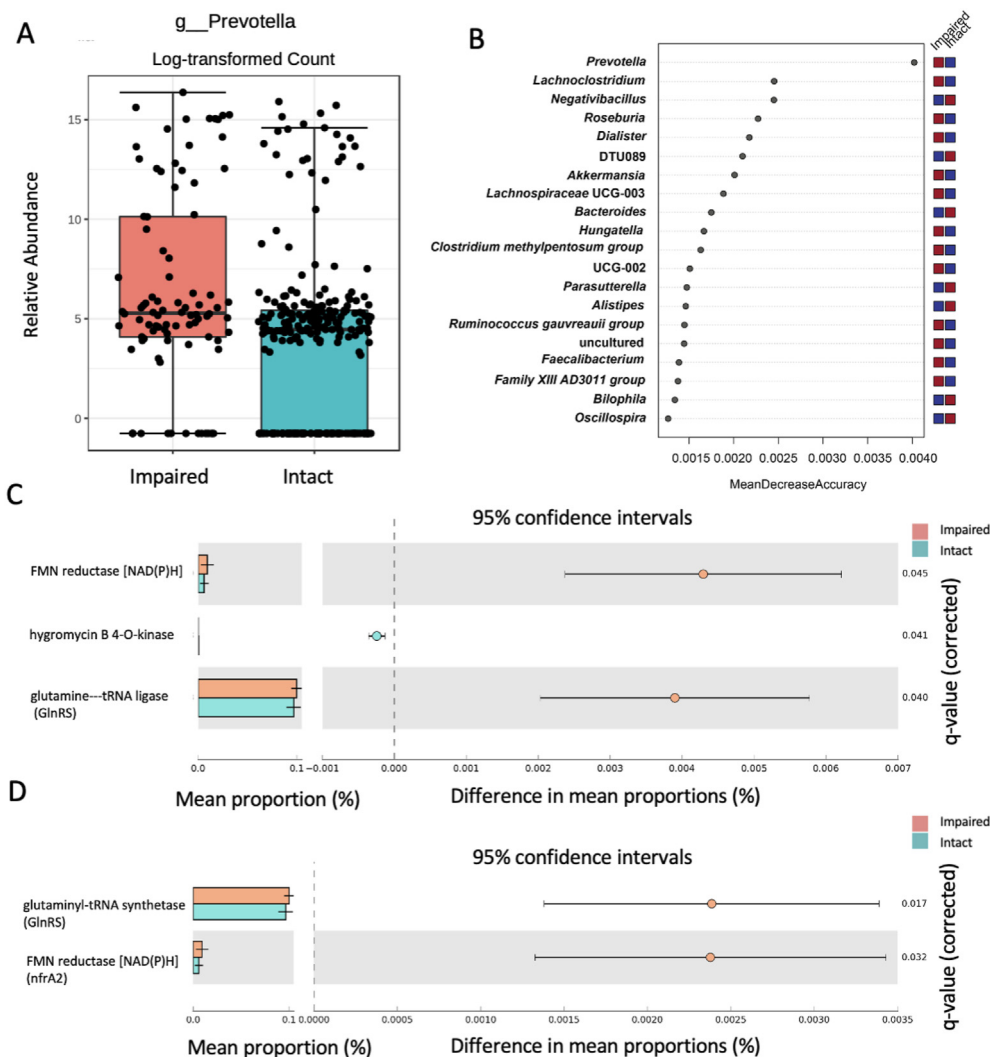 A
g__Prevotella
Log-transformed Count
Relative Abundance
15
10
5
0
Impaired
Intact
B
Impaired
Intact
Prevotella
Lachnoclostridium
Negativibacillus
Roseburia
Dialister
DTU089
Akkermansia
Lachnospiraceae UCG-003
Bacteroides
Hungatella
Clostridium methylpentosum group
UCG-002
Parasutterella
Alistipes
Ruminococcus gauvreauii group
uncultured
Faecalibacterium
Family XIII AD3011 group
Bilophila
Oscillospira
0.0015 0.0020 0.0025 0.0030 0.0035 0.0040
MeanDecreaseAccuracy
C
95% confidence intervals
Impaired
Intact
FMN reductase [NAD(P)H]
0.045
hygromycin B 4-O-kinase
0.041
glutamine---tRNA ligase
(GlnRS)
0.040
q-value (corrected)
0.0 0.1 −0.001 0.000 0.001 0.002 0.003 0.004 0.005 0.006 0.007
Mean proportion (%)
Difference in mean proportions (%)
D
95% confidence intervals
Impaired
Intact
glutaminyl-tRNA synthetase
(GlnRS)
0.017
FMN reductase [NAD(P)H]
(nfrA2)
0.032
q-value (corrected)
0.0 0.1 0.0000 0.0005 0.0010 0.0015 0.0020 0.0025 0.0030 0.0035
Mean proportion (%)
Difference in mean proportions (%)